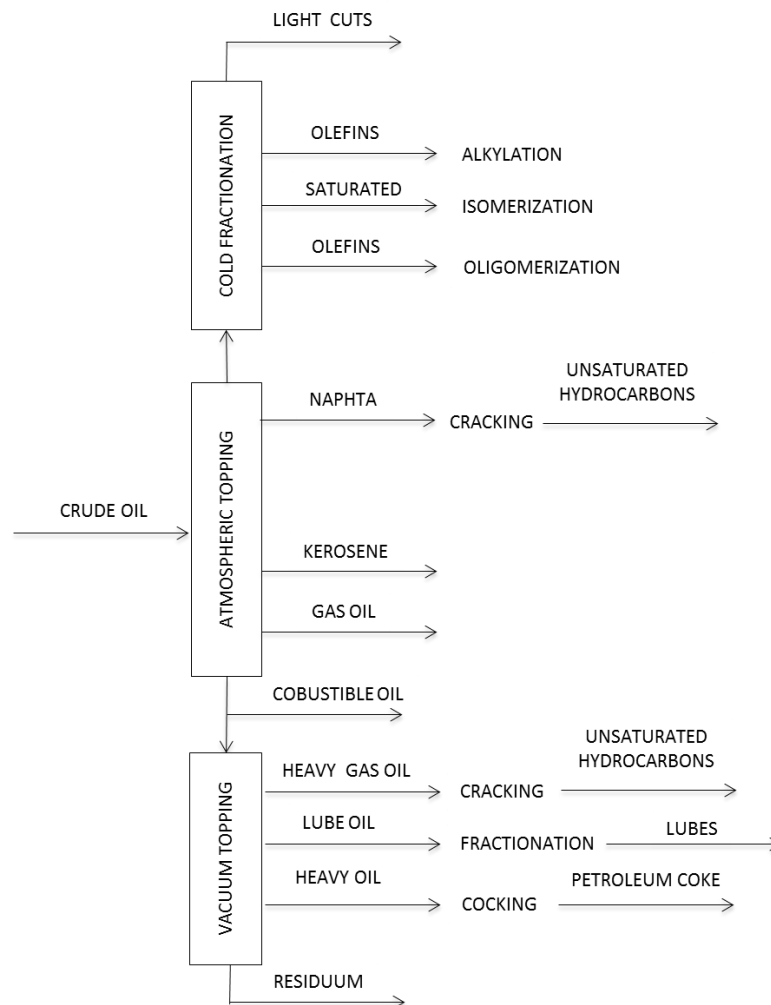 LIGHT CUTS
COLD FRACTIONATION
OLEFINS
ALKYLATION
SATURATED
ISOMERIZATION
OLEFINS
OLIGOMERIZATION
ATMOSPHERIC TOPPING
NAPHTA
CRACKING
UNSATURATED
HYDROCARBONS
CRUDE OIL
KEROSENE
GAS OIL
COBUSTIBLE OIL
VACUUM TOPPING
HEAVY GAS OIL
CRACKING
UNSATURATED
HYDROCARBONS
LUBE OIL
FRACTIONATION
LUBES
HEAVY OIL
COCKING
PETROLEUM COKE
RESIDUUM